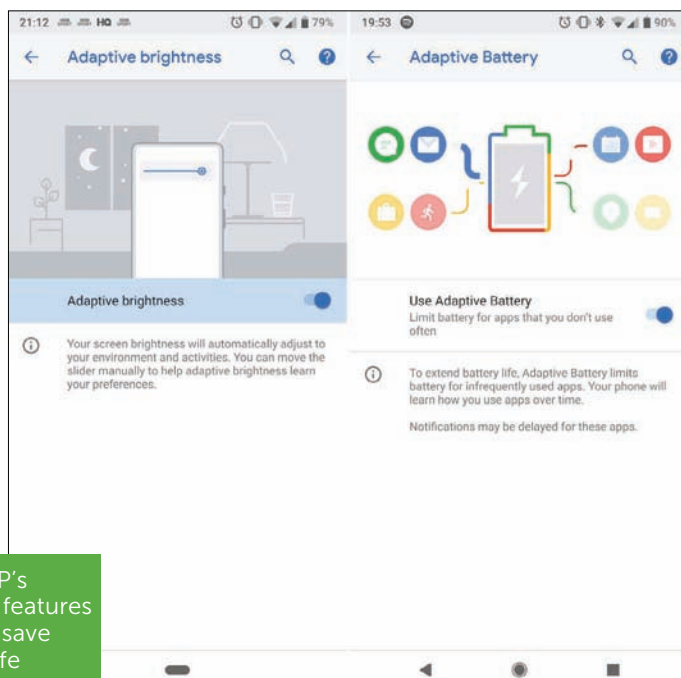 21:12 HQ 79%
Adaptive brightness
Adaptive brightness
Your screen brightness will automatically adjust to
your environment and activities. You can move the
slider manually to help adaptive brightness learn
your preferences.
19:53 90%
Adaptive Battery
Use Adaptive Battery
Limit battery for apps that you don't use
often
To extend battery life, Adaptive Battery limits
battery for infrequently used apps. Your phone will
learn how you use apps over time.
Notifications may be delayed for these apps.
P's
features
save
fe